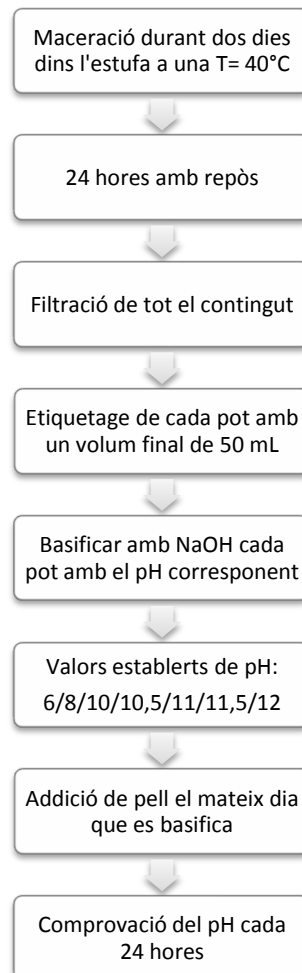 Maceració durant dos dies
dins l'estufa a una T= 40°C
24 hores amb repòs
Filtració de tot el contingut
Etiquetage de cada pot amb
un volum final de 50 mL
Basificar amb NaOH cada
pot amb el pH corresponent
Valors establerts de pH:
6/8/10/10,5/11/11,5/12
Addició de pell el mateix dia
que es basifica
Comprovació del pH cada
24 hores